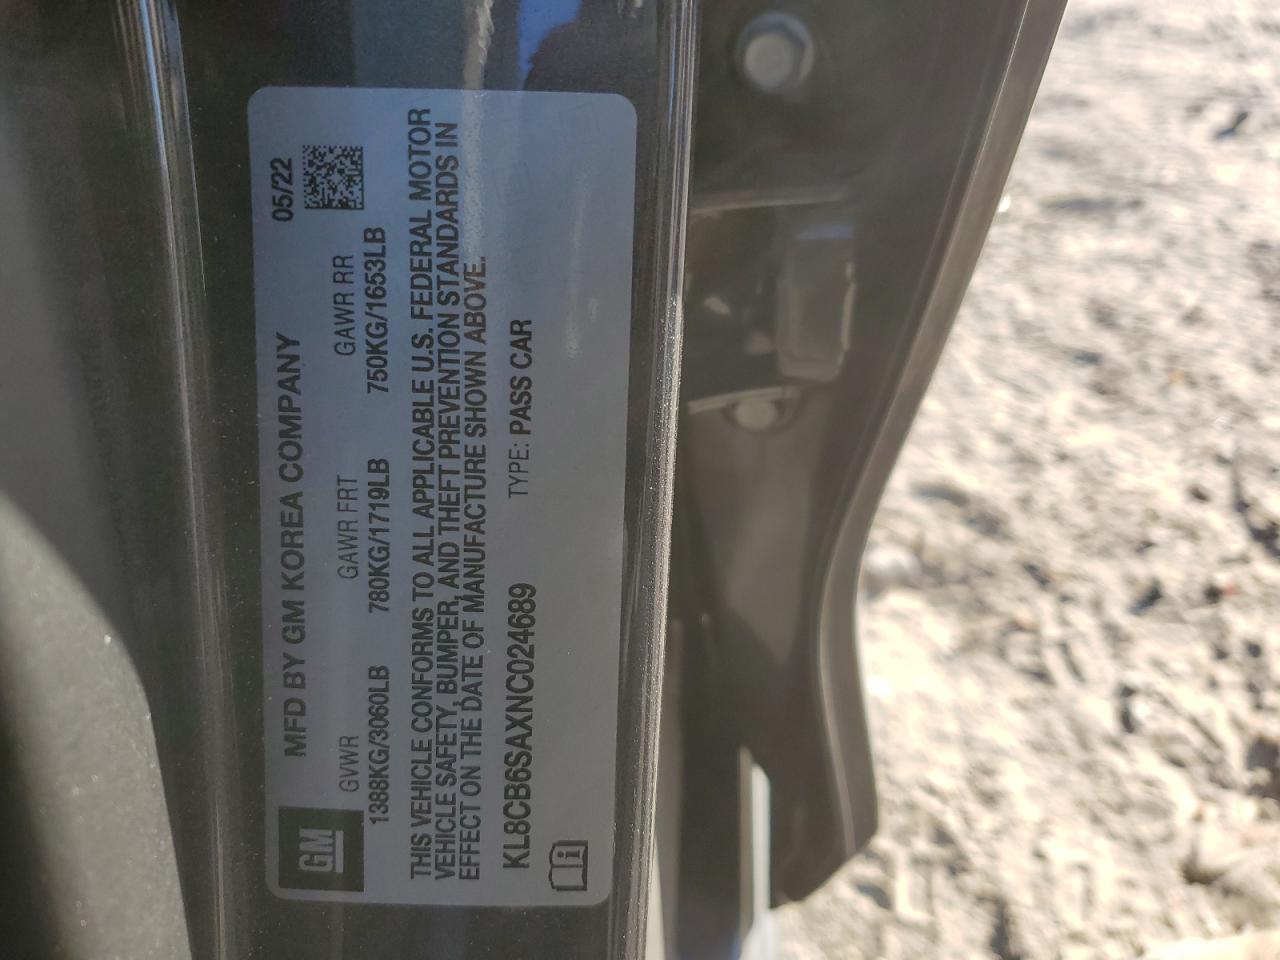 GM
MFD BY GM KOREA COMPANY 05/22
GVWR GAWR FRT GAWR RR
1388KG/3060LB 780KG/1719LB 750KG/1653LB
THIS VEHICLE CONFORMS TO ALL APPLICABLE U.S. FEDERAL MOTOR
VEHICLE SAFETY, BUMPER, AND THEFT PREVENTION STANDARDS IN
EFFECT ON THE DATE OF MANUFACTURE SHOWN ABOVE.
KL8CB6SAXNC024689 TYPE: PASS CAR